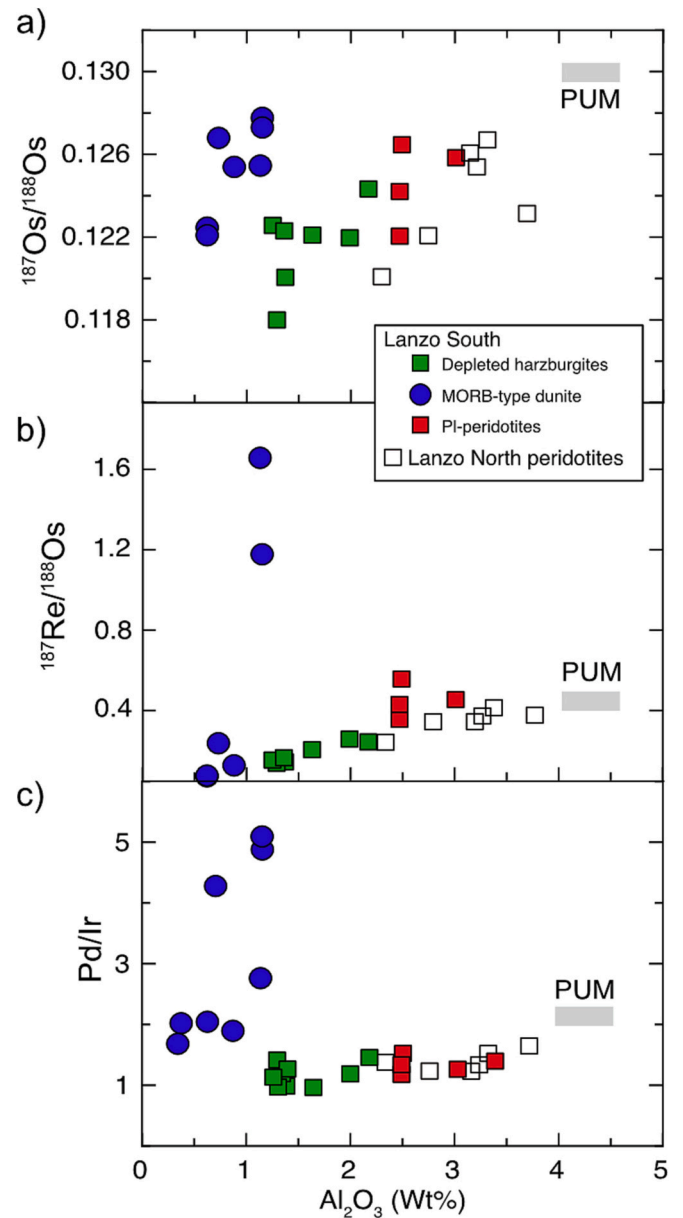 a)
0.130
PUM
0.126
0.122
0.118
¹⁸⁷Os/¹⁸⁸Os
Lanzo South
Depleted harzburgites
MORB-type dunite
Pl-peridotites
Lanzo North peridotites
b)
1.6
1.2
0.4
¹⁸⁷Re/¹⁸⁸Os
PUM
c)
5
3
1
Pd/Ir
PUM
0 1 2 3 4 5
Al₂O₃ (Wt%)